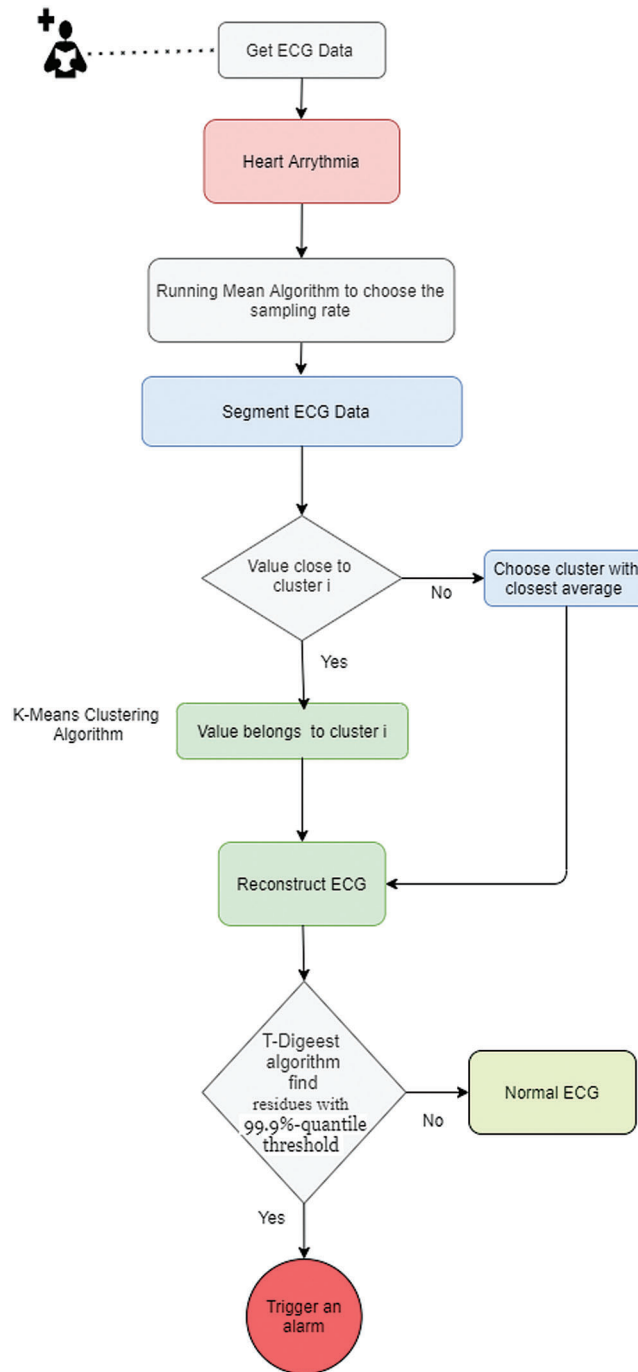 Get ECG Data
Heart Arrythmia
Running Mean Algorithm to choose the
sampling rate
Segment ECG Data
Value close to
cluster i
No
Choose cluster with
closest average
Yes
K-Means Clustering
Algorithm
Value belongs to cluster i
Reconstruct ECG
T-Digeest
algorithm
find
residues with
99.9%-quantile
threshold
No
Normal ECG
Yes
Trigger an
alarm